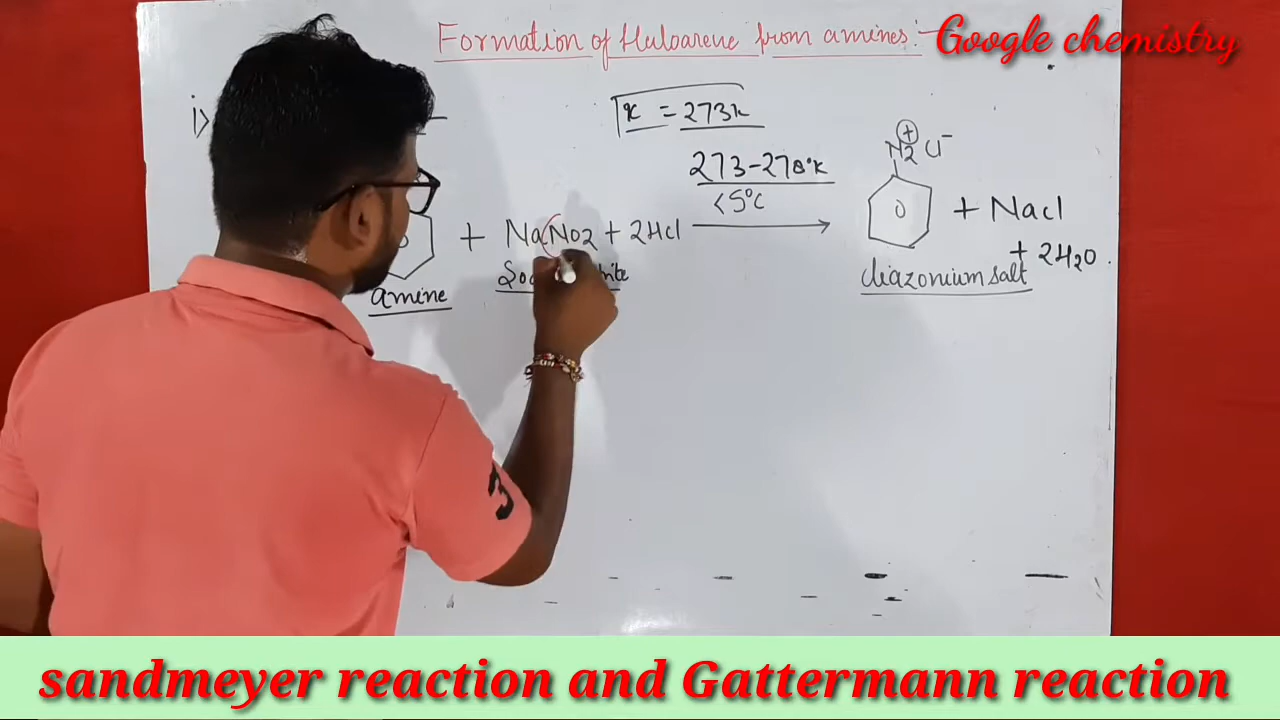 Formation of Haloarene from amines:-
Google chemistry
i>
K = 273k
273-278°K
<5°C
+ NaNO2 + 2Hcl
N2 + Cl-
+ Nacl
+ 2H2O .
amine
diazonium salt
3
sandmeyer reaction and Gattermann reaction